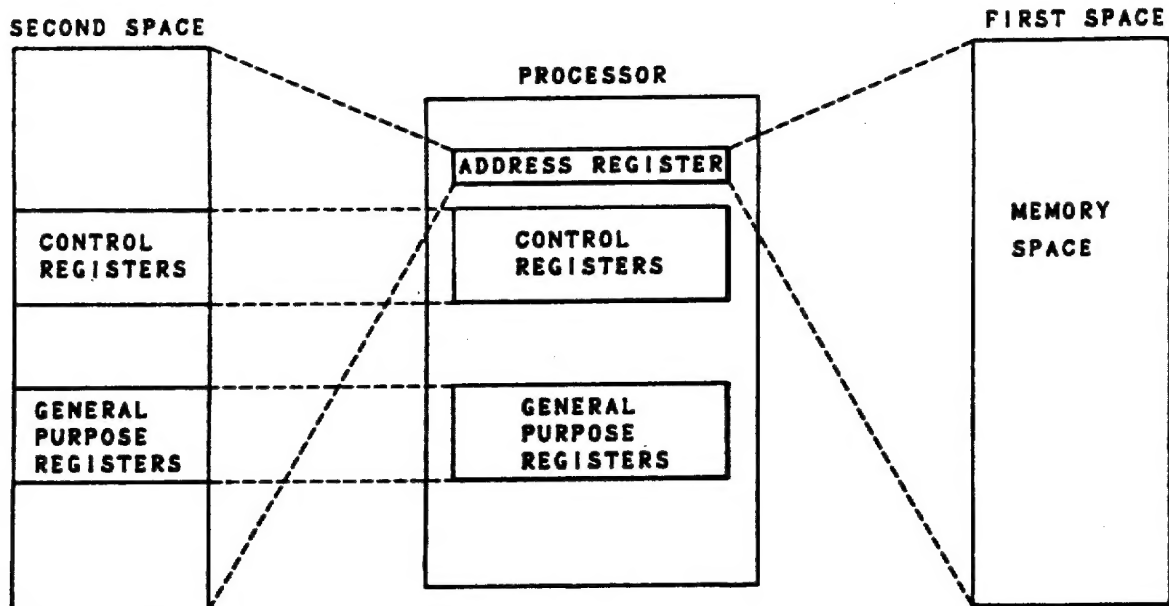 SECOND SPACE
CONTROL
REGISTERS
GENERAL
PURPOSE
REGISTERS
PROCESSOR
ADDRESS REGISTER
CONTROL
REGISTERS
GENERAL
PURPOSE
REGISTERS
FIRST SPACE
MEMORY
SPACE